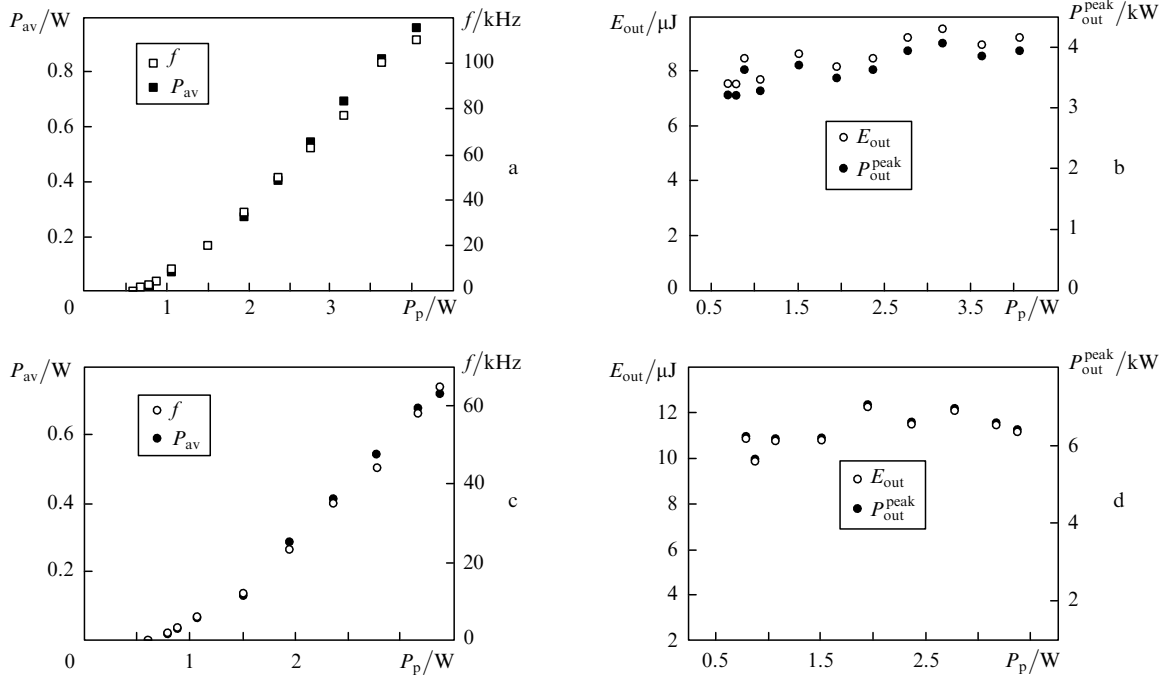 P_av/W f/kHz
0.8 100
f
P_av
80
0.6
60
0.4 a
40
0.2
20
0 1 2 3 P_p/W 0
E_out/μJ P_out^peak/kW
4
8
3
6
E_out
P_out^peak b
2
4
1
2
0 0
0.5 1.5 2.5 3.5 P_p/W
P_av/W f/kHz
60
f
P_av
0.6
40
0.4 c
20
0.2
0 1 2 P_p/W 0
E_out/μJ P_out^peak/kW
12
6
10
8
E_out
P_out^peak d
12
4
10
8
6
2
4
2
0.5 1.5 2.5 P_p/W